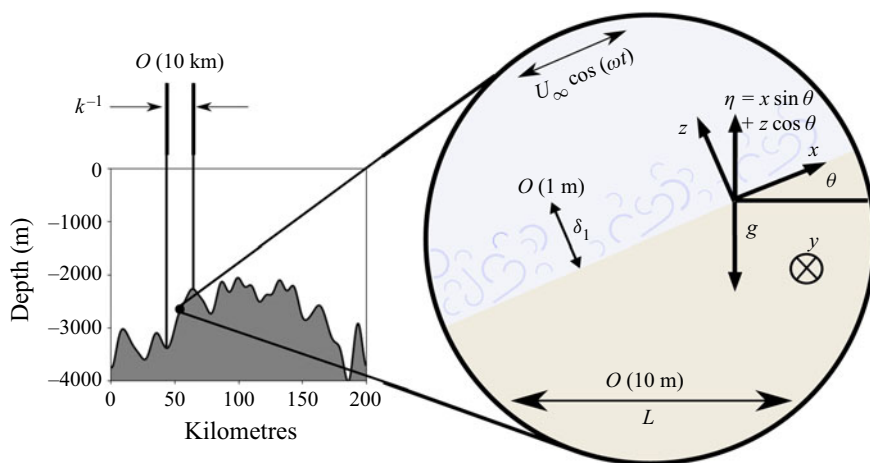 O (10 km)
k⁻¹
0
–1000
–2000
–3000
–4000
Depth (m)
0 50 100 150 200
Kilometres
U∞ cos (ωt)
η = x sin θ
+ z cos θ
z
x
θ
O (1 m)
δ₁
g
y
O (10 m)
L